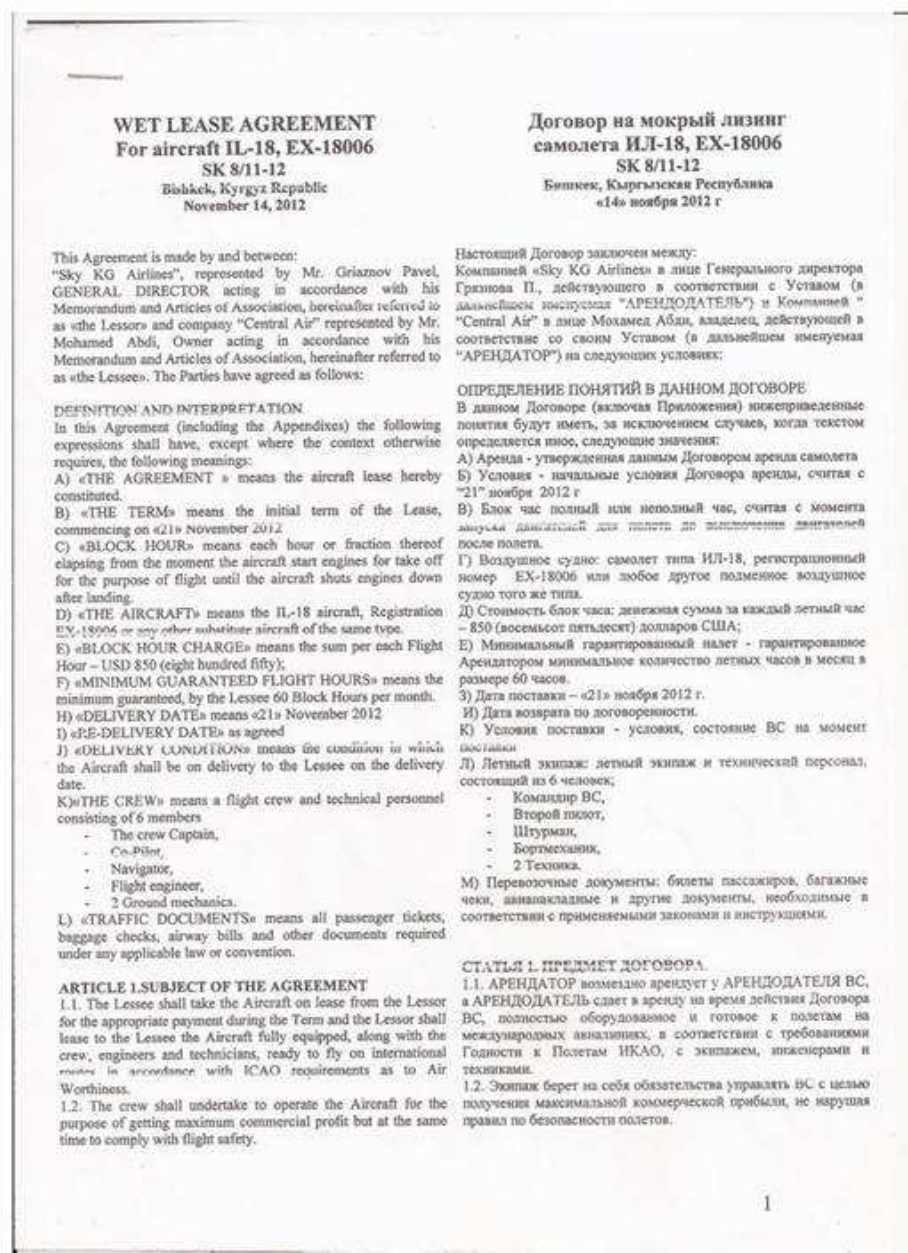 WET LEASE AGREEMENT
For aircraft IL-18, EX-18006
SK 8/11-12
Bishkek, Kyrgyz Republic
November 14, 2012
This Agreement is made by and between:
"Sky KG Airlines", represented by Mr. Griaznov Pavel,
GENERAL DIRECTOR acting in accordance with his
Memorandum and Articles of Association, hereinafter referred to
as «the Lessor» and company "Central Air" represented by Mr.
Mohamed Abdi, Owner acting in accordance with his
Memorandum and Articles of Association, hereinafter referred to
as «the Lessee». The Parties have agreed as follows:
DEFINITION AND INTERPRETATION
In this Agreement (including the Appendixes) the following
expressions shall have, except where the context otherwise
requires, the following meanings:
A) «THE AGREEMENT » means the aircraft lease hereby
constituted.
B) «THE TERM» means the initial term of the Lease,
commencing on «21» November 2012
C) «BLOCK HOUR» means each hour or fraction thereof
elapsing from the moment the aircraft start engines for take off
for the purpose of flight until the aircraft shuts engines down
after landing.
D) «THE AIRCRAFT» means the IL-18 aircraft, Registration
EX-18006 or any other substitute aircraft of the same type.
E) «BLOCK HOUR CHARGE» means the sum per each Flight
Hour – USD 850 (eight hundred fifty);
F) «MINIMUM GUARANTEED FLIGHT HOURS» means the
minimum guaranteed, by the Lessee 60 Block Hours per month.
H) «DELIVERY DATE» means «21» November 2012
I) «RE-DELIVERY DATE» as agreed
J) «DELIVERY CONDITION» means the condition in which
the Aircraft shall be on delivery to the Lessee on the delivery
date.
K)«THE CREW» means a flight crew and technical personnel
consisting of 6 members
- The crew Captain,
- Co-Pilot,
- Navigator,
- Flight engineer,
- 2 Ground mechanics.
L) «TRAFFIC DOCUMENTS» means all passenger tickets,
baggage checks, airway bills and other documents required
under any applicable law or convention.
ARTICLE 1.SUBJECT OF THE AGREEMENT
1.1. The Lessee shall take the Aircraft on lease from the Lessor
for the appropriate payment during the Term and the Lessor shall
lease to the Lessee the Aircraft fully equipped, along with the
crew, engineers and technicians, ready to fly on international
routes in accordance with ICAO requirements as to Air
Worthiness.
1.2. The crew shall undertake to operate the Aircraft for the
purpose of getting maximum commercial profit but at the same
time to comply with flight safety.
Договор на мокрый лизинг
самолета ИЛ-18, EX-18006
SK 8/11-12
Бишкек, Кыргызская Республика
«14» ноября 2012 г
Настоящий Договор заключен между:
Компанией «Sky KG Airlines» в лице Генерального директора
Грязнова П., действующего в соответствии с Уставом (в
дальнейшем именуемая "АРЕНДОДАТЕЛЬ") и Компанией "
"Central Air" в лице Мохамед Абди, владелец, действующей в
соответствие со своим Уставом (в дальнейшем именуемая
"АРЕНДАТОР") на следующих условиях:
ОПРЕДЕЛЕНИЕ ПОНЯТИЙ В ДАННОМ ДОГОВОРЕ
В данном Договоре (включая Приложения) нижеприведенные
понятия будут иметь, за исключением случаев, когда текстом
определяется иное, следующие значения:
А) Аренда - утвержденная данным Договором аренда самолета
Б) Условия - начальные условия Договора аренды, считая с
"21" ноября 2012 г
В) Блок час полный или неполный час, считая с момента
запуска двигателей для полета до выключения двигателей
после полета.
Г) Воздушное судно: самолет типа ИЛ-18, регистрационный
номер EX-18006 или любое другое подменное воздушное
судно того же типа.
Д) Стоимость блок часа: денежная сумма за каждый летный час
– 850 (восемьсот пятьдесят) долларов США;
Е) Минимальный гарантированный налет - гарантированное
Арендатором минимальное количество летных часов в месяц в
размере 60 часов.
З) Дата поставки – «21» ноября 2012 г.
И) Дата возврата по договоренности.
К) Условия поставки - условия, состояние ВС на момент
поставки
Л) Летный экипаж: летный экипаж и технический персонал,
состоящий из 6 человек;
- Командир ВС,
- Второй пилот,
- Штурман,
- Бортмеханик,
- 2 Техника.
М) Перевозочные документы: билеты пассажиров, багажные
чеки, авианакладные и другие документы, необходимые в
соответствии с применяемыми законами и инструкциями.
СТАТЬЯ 1. ПРЕДМЕТ ДОГОВОРА.
1.1. АРЕНДАТОР возмездно арендует у АРЕНДОДАТЕЛЯ ВС,
а АРЕНДОДАТЕЛЬ сдает в аренду на время действия Договора
ВС, полностью оборудованное и готовое к полетам на
международных авиалиниях, в соответствии с требованиями
Годности к Полетам ИКАО, с экипажем, инженерами и
техниками.
1.2. Экипаж берет на себя обязательства управлять ВС с целью
получения максимальной коммерческой прибыли, не нарушая
правил по безопасности полетов.
1